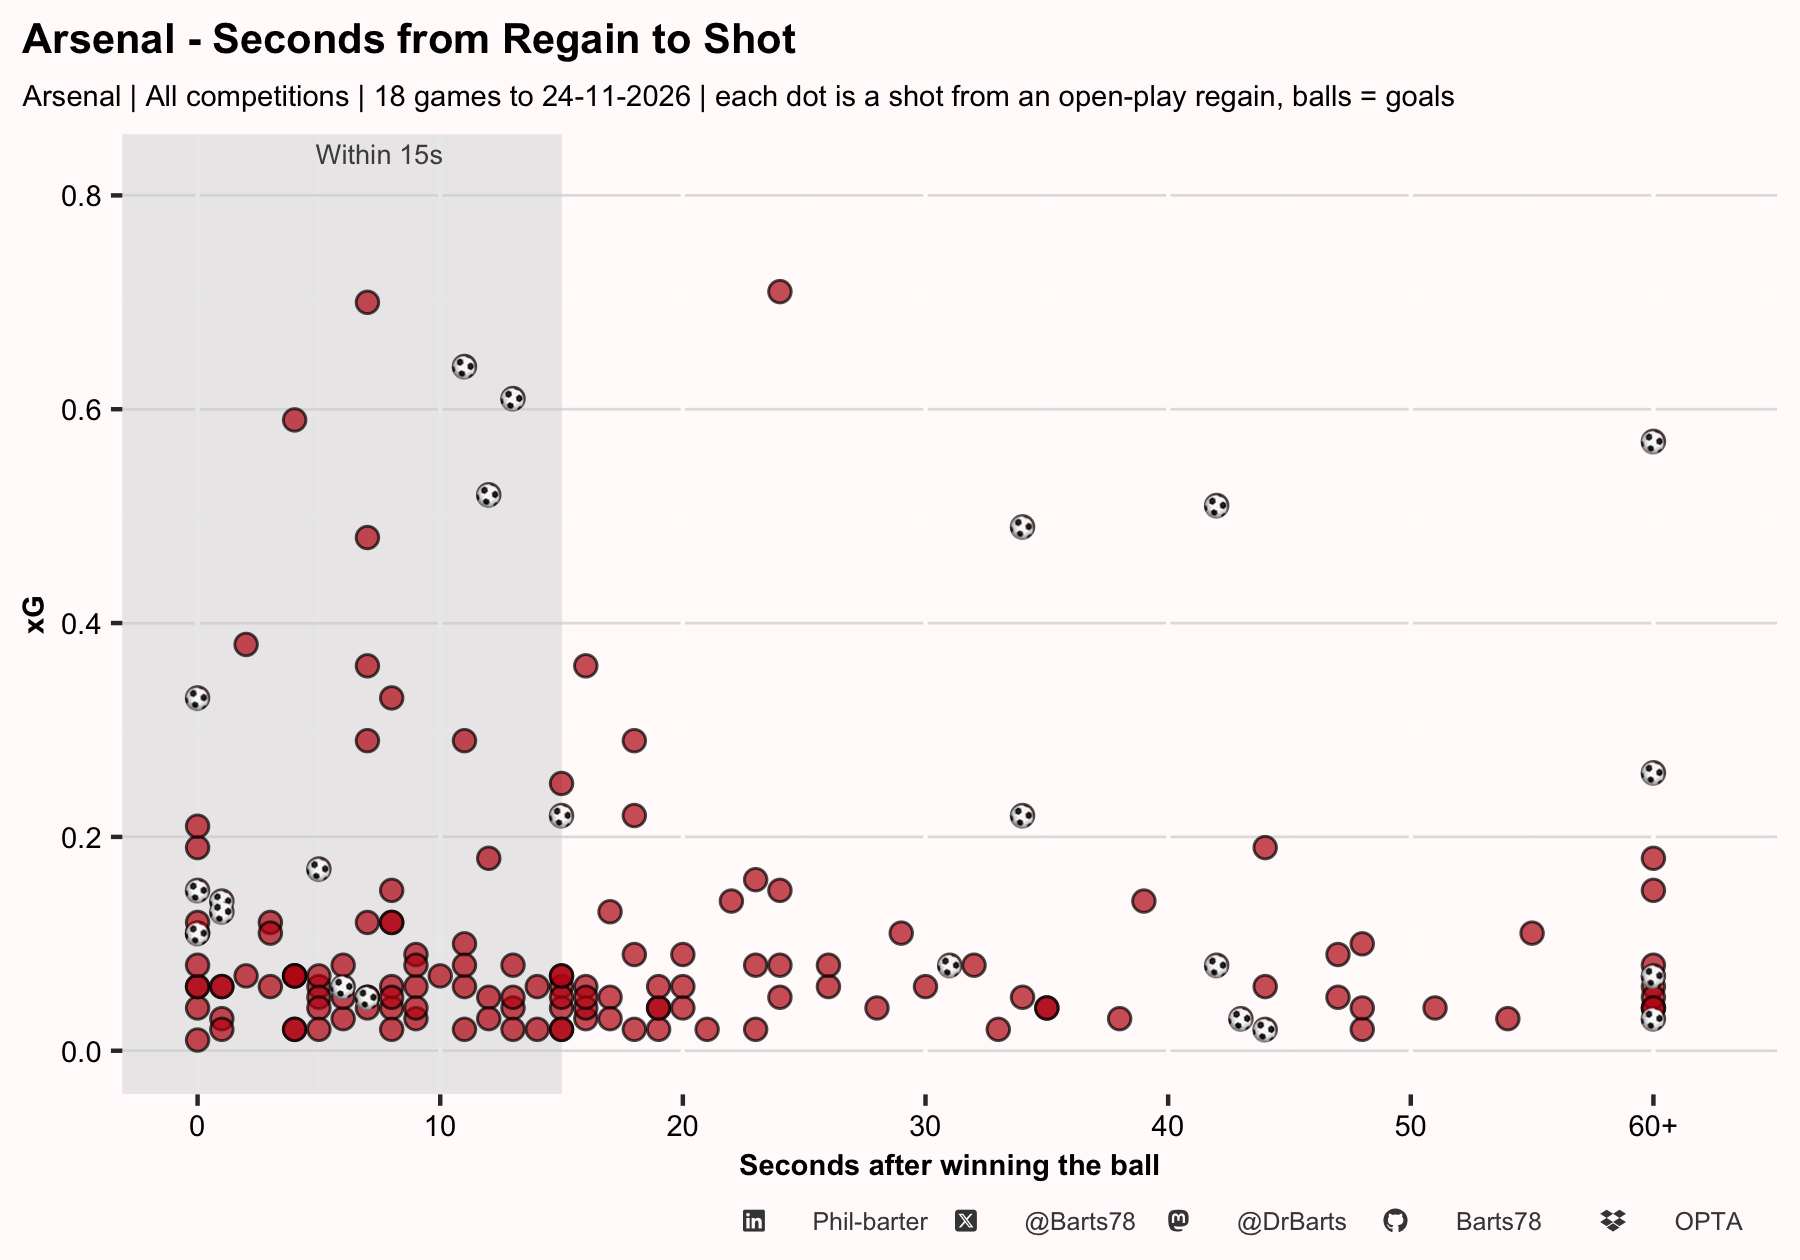 Arsenal - Seconds from Regain to Shot
Arsenal | All competitions | 18 games to 24-11-2026 | each dot is a shot from an open-play regain, balls = goals
Within 15s
0.8
0.6
0.4
0.2
0.0
xG
0 10 20 30 40 50 60+
Seconds after winning the ball
Phil-barter @Barts78 @DrBarts Barts78 OPTA